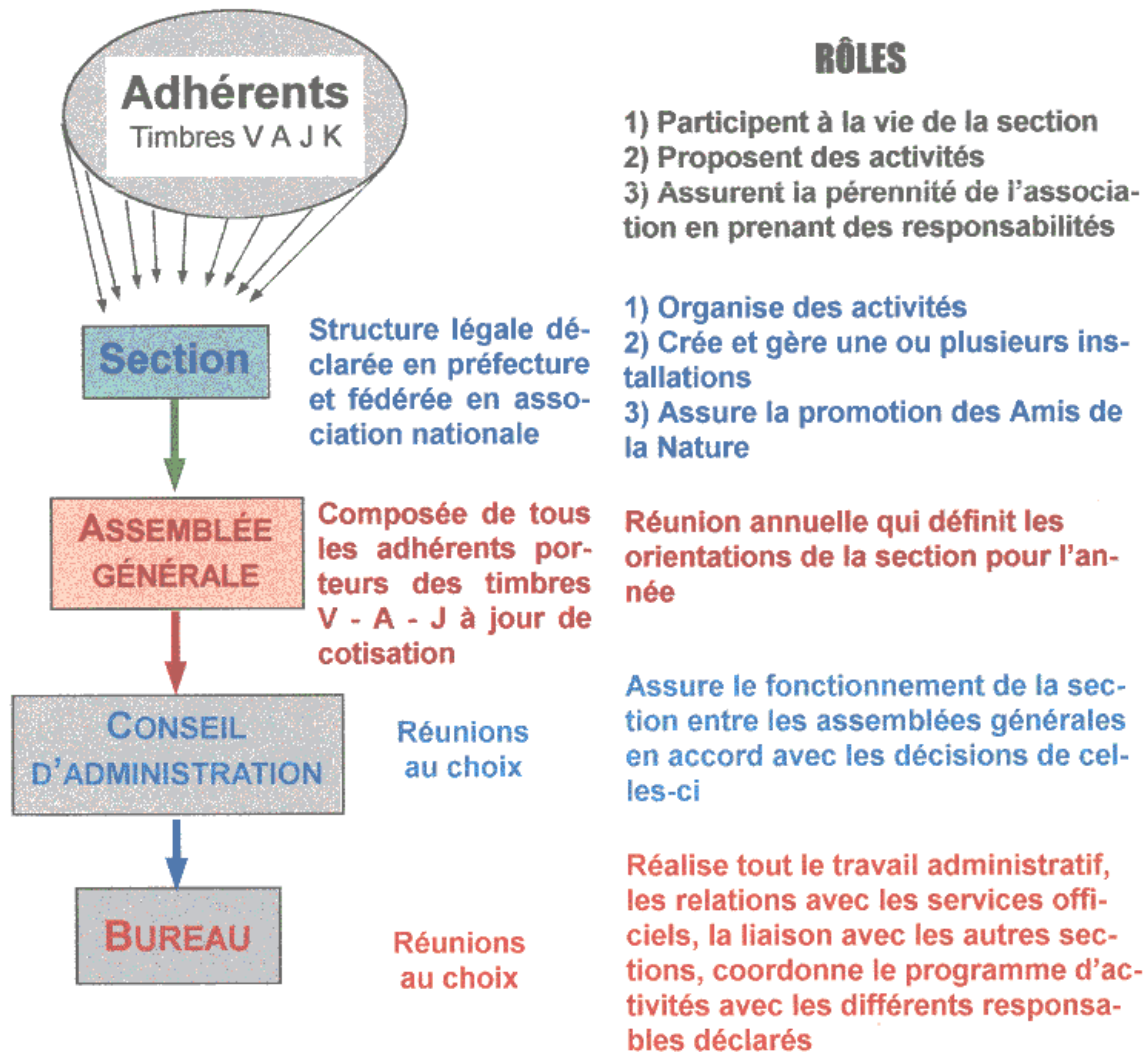 Adhérents
Timbres V A J K
RÔLES
1) Participent à la vie de la section
2) Proposent des activités
3) Assurent la pérennité de l'associa-
tion en prenant des responsabilités
Section
Structure légale dé-
clarée en préfecture
et fédérée en asso-
ciation nationale
1) Organise des activités
2) Crée et gère une ou plusieurs ins-
tallations
3) Assure la promotion des Amis de
la Nature
ASSEMBLÉE
GÉNÉRALE
Composée de tous
les adhérents por-
teurs des timbres
V - A - J à jour de
cotisation
Réunion annuelle qui définit les
orientations de la section pour l'an-
née
CONSEIL
D'ADMINISTRATION
Réunions
au choix
Assure le fonctionnement de la sec-
tion entre les assemblées générales
en accord avec les décisions de cel-
les-ci
BUREAU
Réunions
au choix
Réalise tout le travail administratif,
les relations avec les services offi-
ciels, la liaison avec les autres sec-
tions, coordonne le programme d'ac-
tivités avec les différents responsa-
bles déclarés